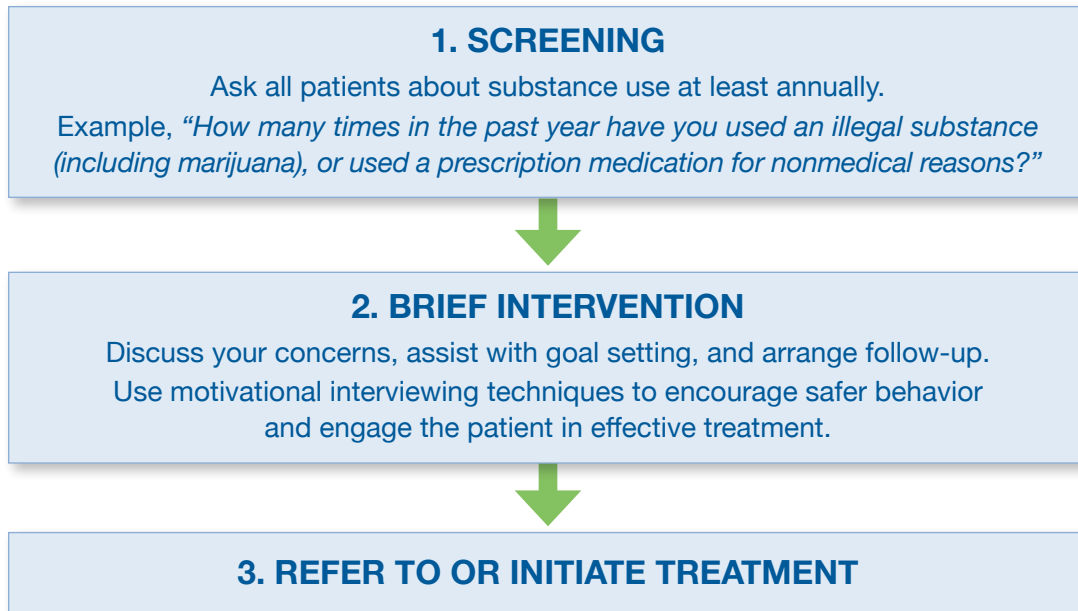 1. SCREENING
Ask all patients about substance use at least annually.
Example, “How many times in the past year have you used an illegal substance
(including marijuana), or used a prescription medication for nonmedical reasons?”
2. BRIEF INTERVENTION
Discuss your concerns, assist with goal setting, and arrange follow-up.
Use motivational interviewing techniques to encourage safer behavior
and engage the patient in effective treatment.
3. REFER TO OR INITIATE TREATMENT